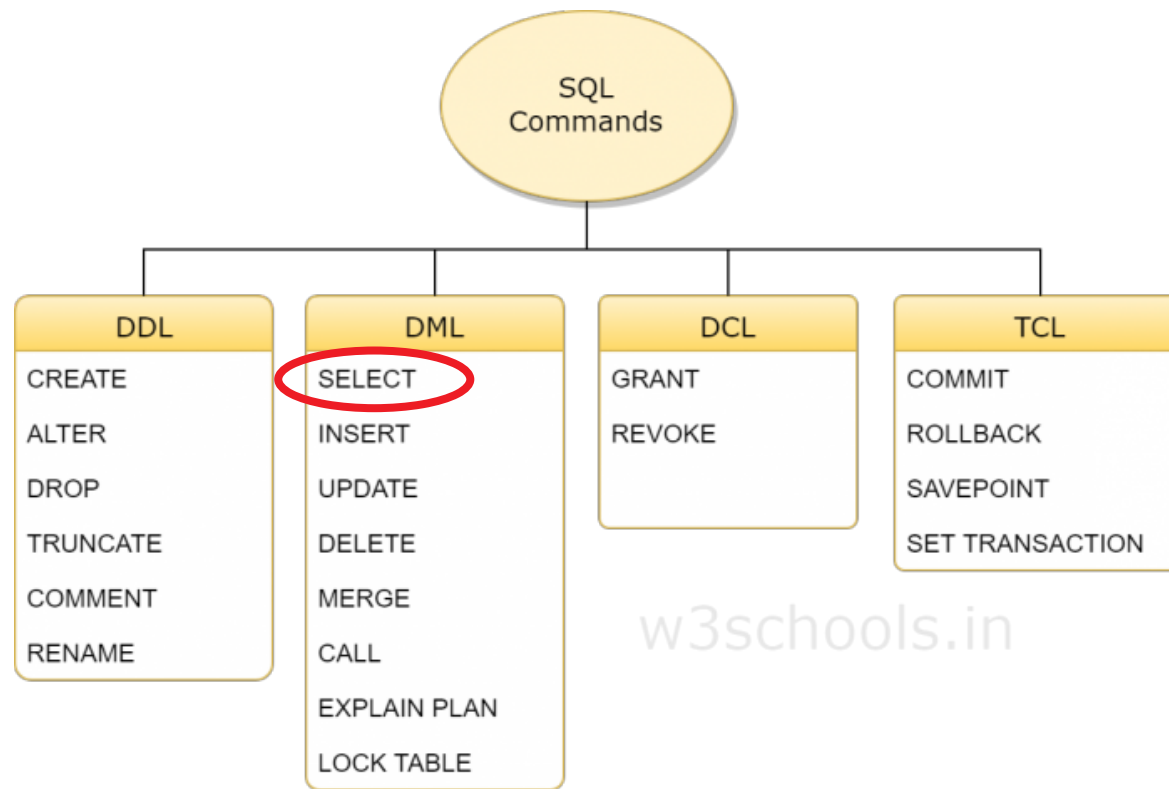 SQL
Commands
DDL
CREATE
ALTER
DROP
TRUNCATE
COMMENT
RENAME
DML
SELECT
INSERT
UPDATE
DELETE
MERGE
CALL
EXPLAIN PLAN
LOCK TABLE
DCL
GRANT
REVOKE
TCL
COMMIT
ROLLBACK
SAVEPOINT
SET TRANSACTION
w3schools.in